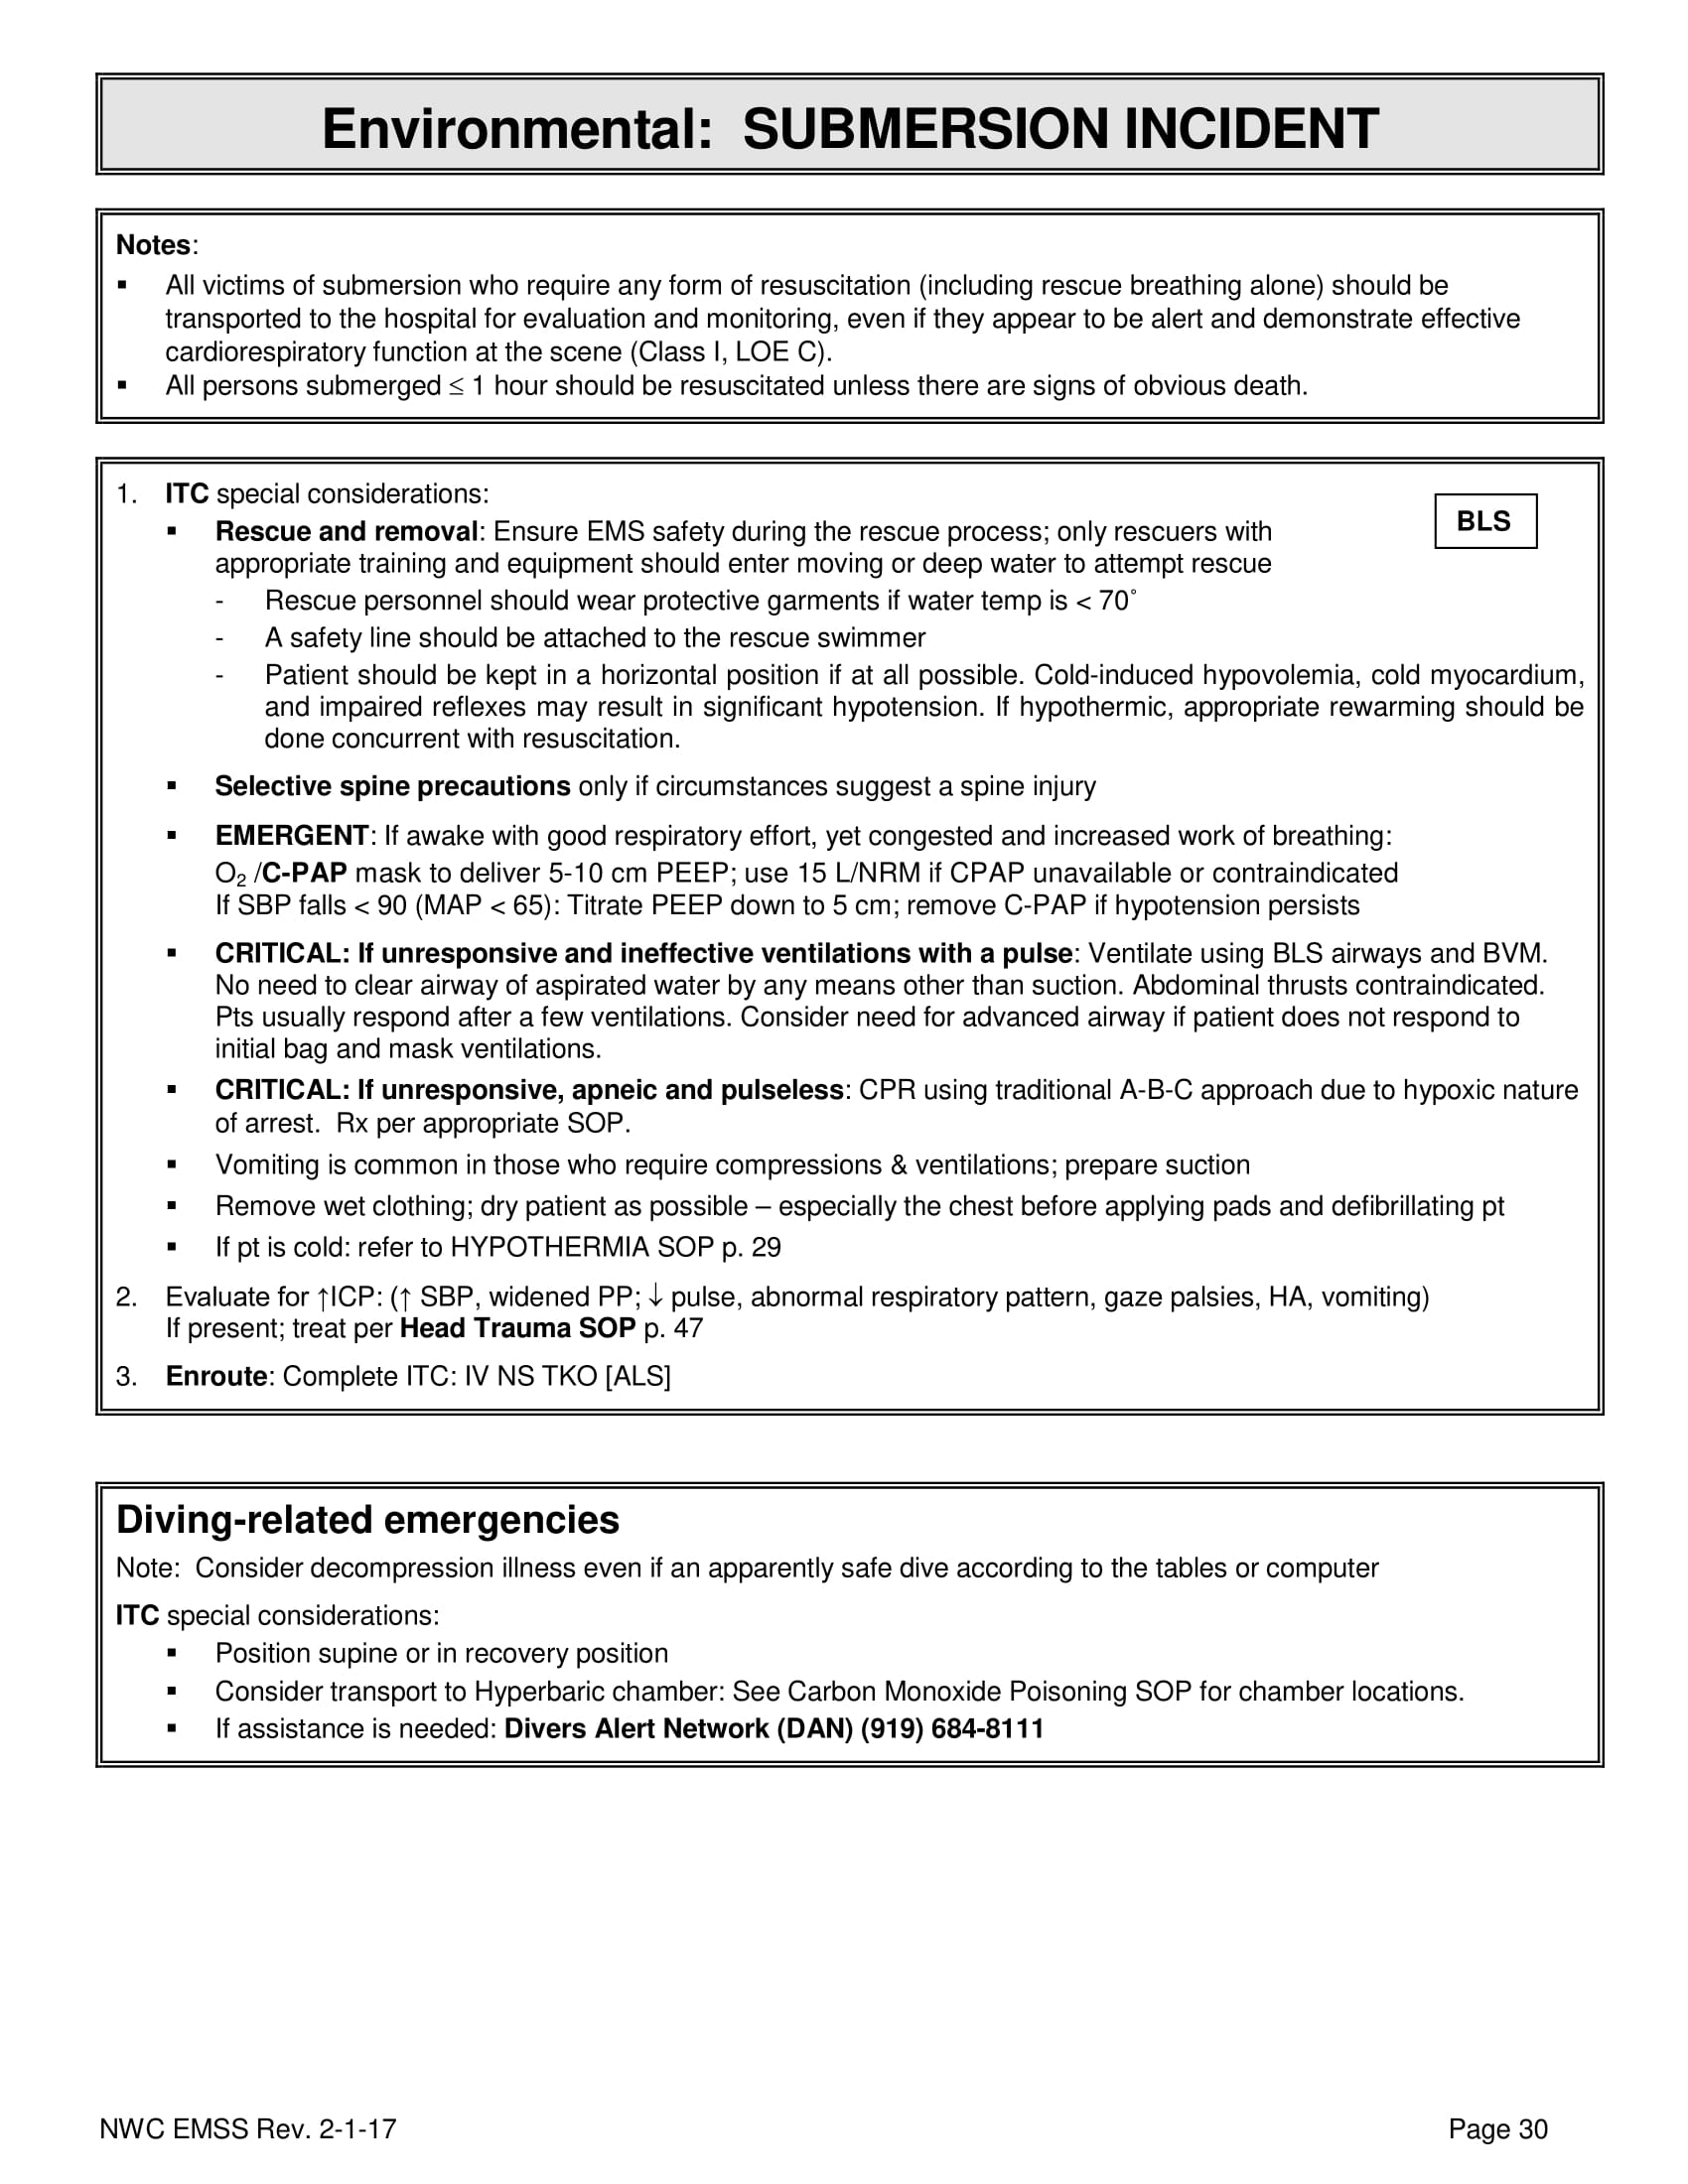 Environmental: SUBMERSION INCIDENT
Notes:
▪ All victims of submersion who require any form of resuscitation (including rescue breathing alone) should be
transported to the hospital for evaluation and monitoring, even if they appear to be alert and demonstrate effective
cardiorespiratory function at the scene (Class I, LOE C).
▪ All persons submerged ≤ 1 hour should be resuscitated unless there are signs of obvious death.
1. ITC special considerations:
BLS
▪ Rescue and removal: Ensure EMS safety during the rescue process; only rescuers with
appropriate training and equipment should enter moving or deep water to attempt rescue
- Rescue personnel should wear protective garments if water temp is < 70˚
- A safety line should be attached to the rescue swimmer
- Patient should be kept in a horizontal position if at all possible. Cold-induced hypovolemia, cold myocardium,
and impaired reflexes may result in significant hypotension. If hypothermic, appropriate rewarming should be
done concurrent with resuscitation.
▪ Selective spine precautions only if circumstances suggest a spine injury
▪ EMERGENT: If awake with good respiratory effort, yet congested and increased work of breathing:
O₂ /C-PAP mask to deliver 5-10 cm PEEP; use 15 L/NRM if CPAP unavailable or contraindicated
If SBP falls < 90 (MAP < 65): Titrate PEEP down to 5 cm; remove C-PAP if hypotension persists
▪ CRITICAL: If unresponsive and ineffective ventilations with a pulse: Ventilate using BLS airways and BVM.
No need to clear airway of aspirated water by any means other than suction. Abdominal thrusts contraindicated.
Pts usually respond after a few ventilations. Consider need for advanced airway if patient does not respond to
initial bag and mask ventilations.
▪ CRITICAL: If unresponsive, apneic and pulseless: CPR using traditional A-B-C approach due to hypoxic nature
of arrest. Rx per appropriate SOP.
▪ Vomiting is common in those who require compressions & ventilations; prepare suction
▪ Remove wet clothing; dry patient as possible – especially the chest before applying pads and defibrillating pt
▪ If pt is cold: refer to HYPOTHERMIA SOP p. 29
2. Evaluate for ↑ICP: (↑ SBP, widened PP; ↓ pulse, abnormal respiratory pattern, gaze palsies, HA, vomiting)
If present; treat per Head Trauma SOP p. 47
3. Enroute: Complete ITC: IV NS TKO [ALS]
Diving-related emergencies
Note: Consider decompression illness even if an apparently safe dive according to the tables or computer
ITC special considerations:
▪ Position supine or in recovery position
▪ Consider transport to Hyperbaric chamber: See Carbon Monoxide Poisoning SOP for chamber locations.
▪ If assistance is needed: Divers Alert Network (DAN) (919) 684-8111
NWC EMSS Rev. 2-1-17
Page 30